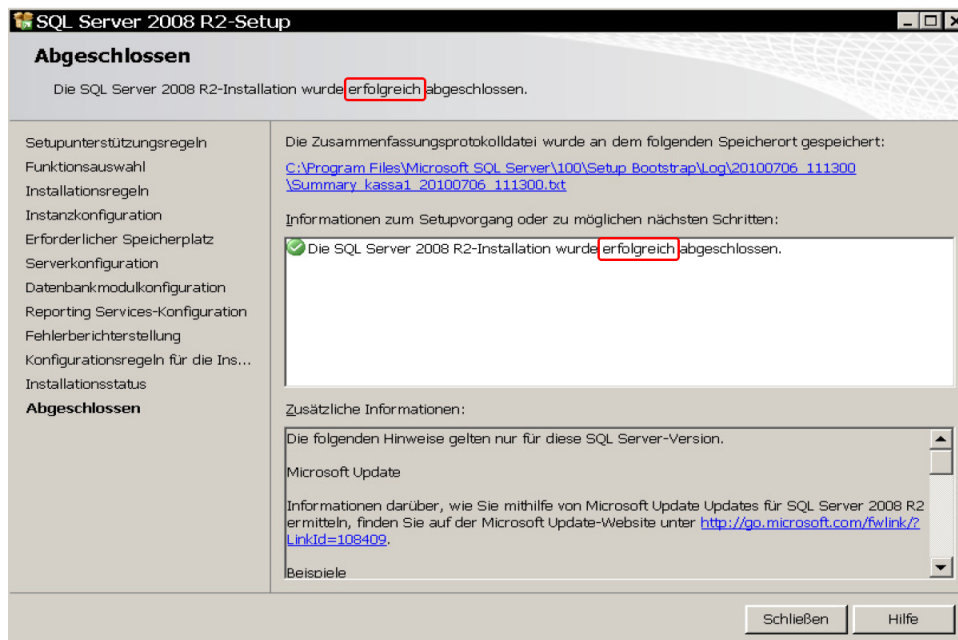 SQL Server 2008 R2-Setup
Abgeschlossen
Die SQL Server 2008 R2-Installation wurde erfolgreich abgeschlossen.
Setupunterstützungsregeln
Funktionsauswahl
Installationsregeln
Instanzkonfiguration
Erforderlicher Speicherplatz
Serverkonfiguration
Datenbankmodulkonfiguration
Reporting Services-Konfiguration
Fehlerberichterstellung
Konfigurationsregeln für die Ins...
Installationsstatus
Abgeschlossen
Die Zusammenfassungsprotokolldatei wurde an dem folgenden Speicherort gespeichert:
C:\Program Files\Microsoft SQL Server\100\Setup Bootstrap\Log\20100706_111300
\Summary_kassa1_20100706_111300.txt
Informationen zum Setupvorgang oder zu möglichen nächsten Schritten:
Die SQL Server 2008 R2-Installation wurde erfolgreich abgeschlossen.
Zusätzliche Informationen:
Die folgenden Hinweise gelten nur für diese SQL Server-Version.
Microsoft Update
Informationen darüber, wie Sie mithilfe von Microsoft Update Updates für SQL Server 2008 R2
ermitteln, finden Sie auf der Microsoft Update-Website unter http://go.microsoft.com/fwlink/?
LinkId=108409.
Beispiele
Schließen
Hilfe